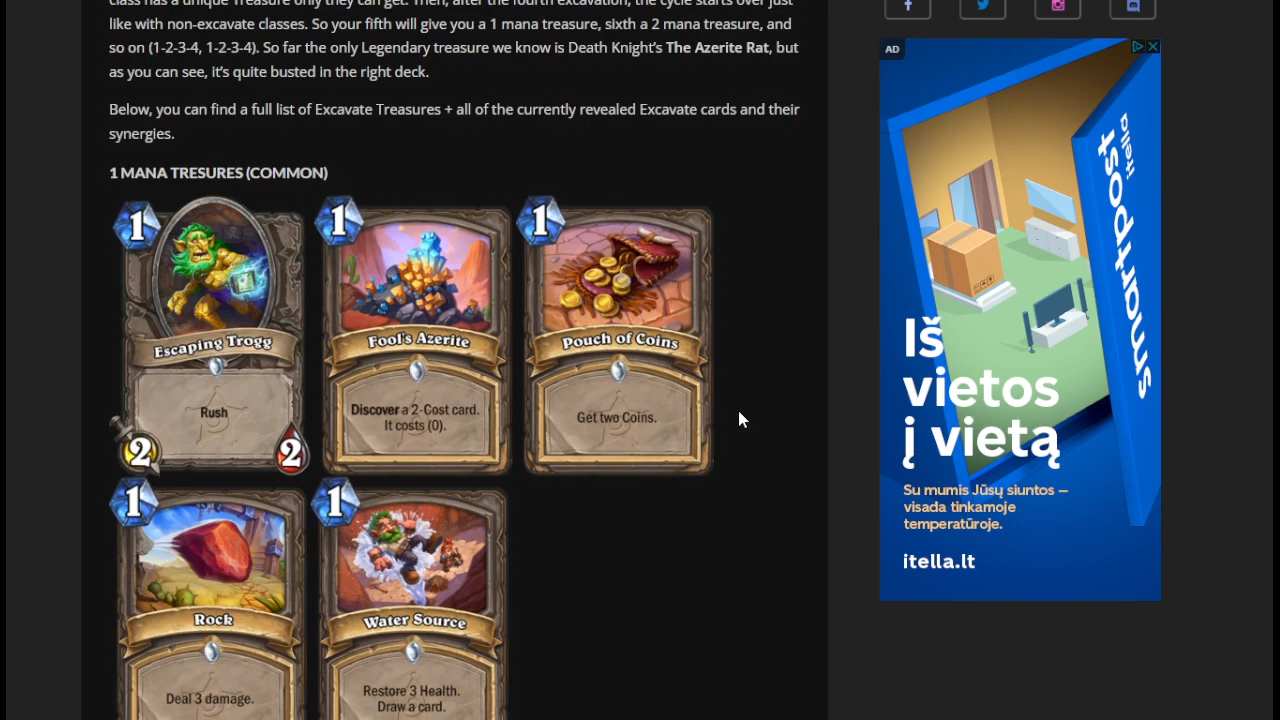 class has a unique Treasure only they can get. Then, after the fourth excavation, the cycle starts over just
like with non-excavate classes. So your fifth will give you a 1 mana treasure, sixth a 2 mana treasure, and
so on (1-2-3-4, 1-2-3-4). So far the only Legendary treasure we know is Death Knight's The Azerite Rat, but
as you can see, it's quite busted in the right deck.
Below, you can find a full list of Excavate Treasures + all of the currently revealed Excavate cards and their
synergies.
1 MANA TRESURES (COMMON)
1
Escaping Trogg
Rush
2
2
1
Fool's Azerite
Discover a 2-Cost card.
It costs (0).
1
Pouch of Coins
Get two Coins.
1
Rock
Deal 3 damage.
1
Water Source
Restore 3 Health.
Draw a card.
AD
smartpost
itella
Iš
vietos
į vietą
Su mumis Jūsų siuntos –
visada tinkamoje
temperatūroje.
itella.lt